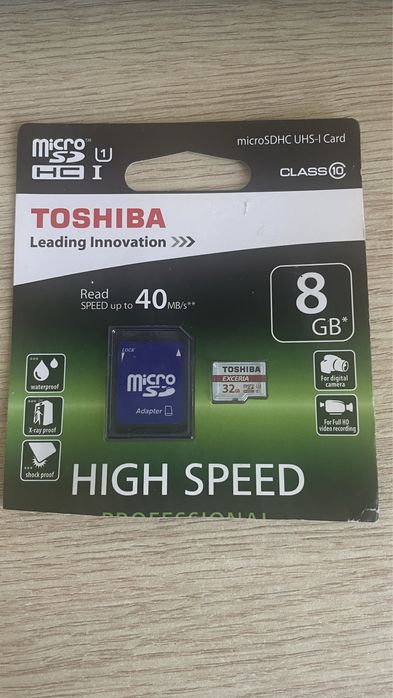 micro SD HC I U1
microSDHC UHS-I Card
CLASS 10
TOSHIBA
Leading Innovation >>>
Read
SPEED up to 40 MB/s**
8
GB*
LOCK
micro
SD
Adapter
TOSHIBA
EXCERIA
32GB
waterproof
X-ray proof
shock proof
For digital
camera
For Full HD
video recording
HIGH SPEED
PROFESSIONAL